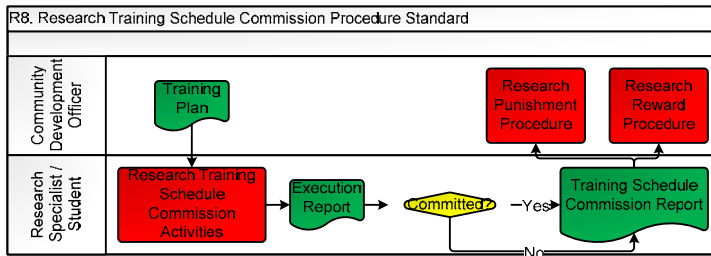 R8. Research Training Schedule Commission Procedure Standard
Community
Development
Officer
Training
Plan
Research
Punishment
Procedure
Research
Reward
Procedure
Research
Specialist /
Student
Research Training
Schedule
Commission
Activities
Execution
Report
Committed?
Yes
No
Training Schedule
Commission Report